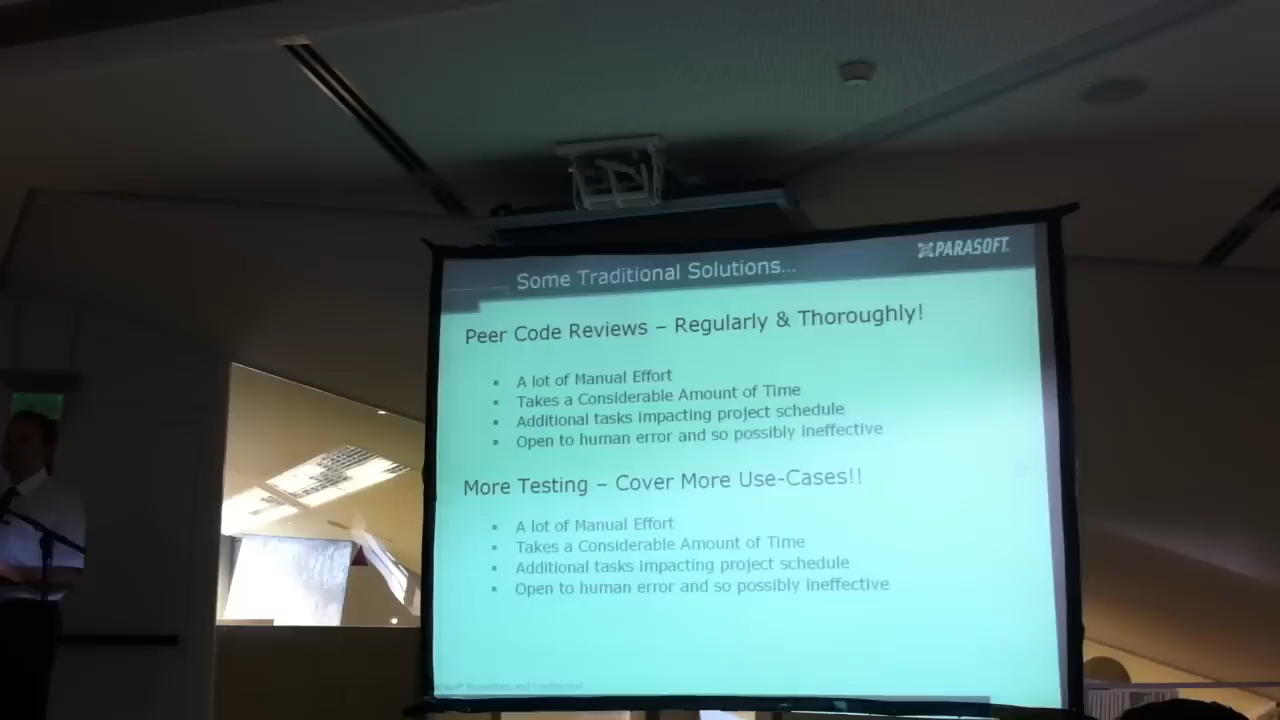 Some Traditional Solutions...
PARASOFT
Peer Code Reviews – Regularly & Thoroughly!
▪ A lot of Manual Effort
▪ Takes a Considerable Amount of Time
▪ Additional tasks impacting project schedule
▪ Open to human error and so possibly ineffective
More Testing – Cover More Use-Cases!!
▪ A lot of Manual Effort
▪ Takes a Considerable Amount of Time
▪ Additional tasks impacting project schedule
▪ Open to human error and so possibly ineffective
and Confidential